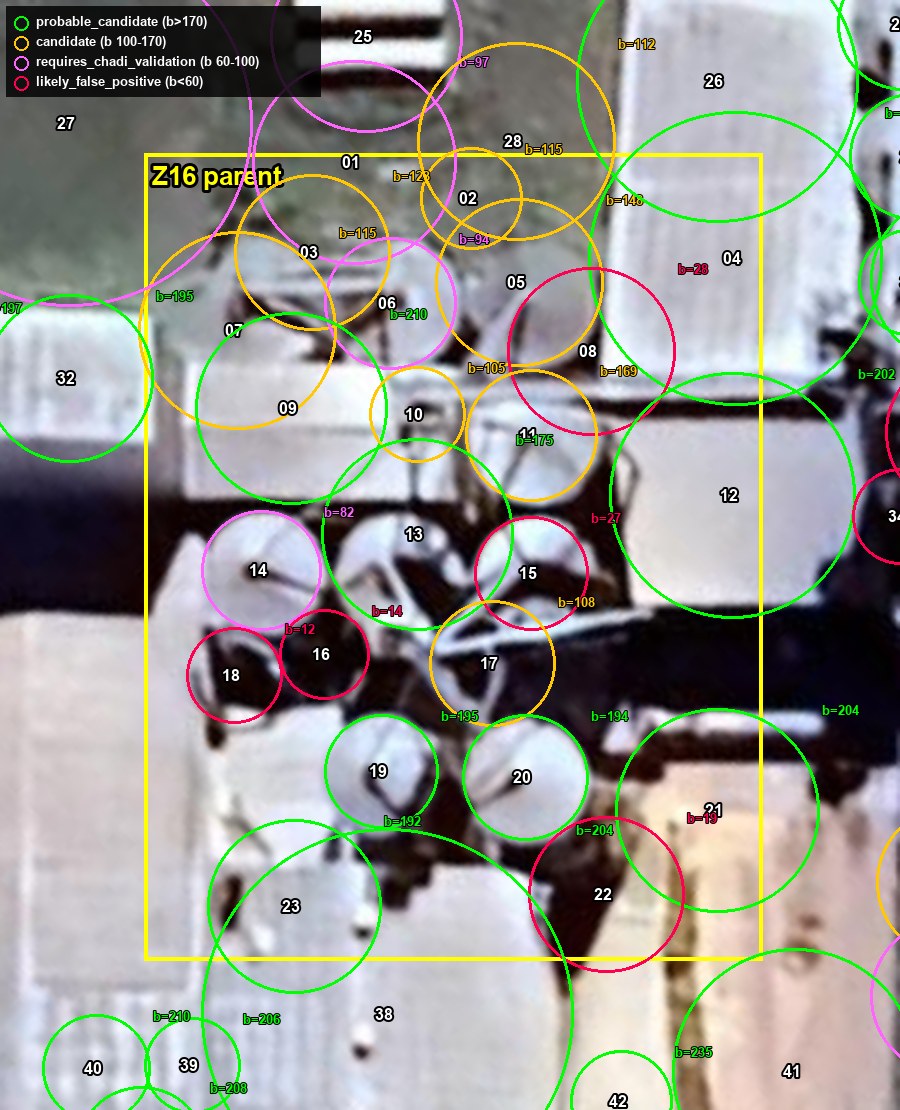 probable_candidate (b>170)
candidate (b 100-170)
requires_chadi_validation (b 60-100)
likely_false_positive (b<60)
25
b=97
b=112
26
27
28
b=115
Z16 parent
01
b=123
02
b=148
03
b=115
b=94
04
b=28
05
06
b=210
b=195
197
07
08
b=105
b=169
b=202
32
09
10
11
b=175
12
b=82
b=27
13
34
14
15
b=14
b=108
b=12
16
17
18
b=195
b=194
b=204
19
20
21
b=19
b=192
b=204
22
23
38
b=210
b=206
40
39
b=208
b=235
41
42